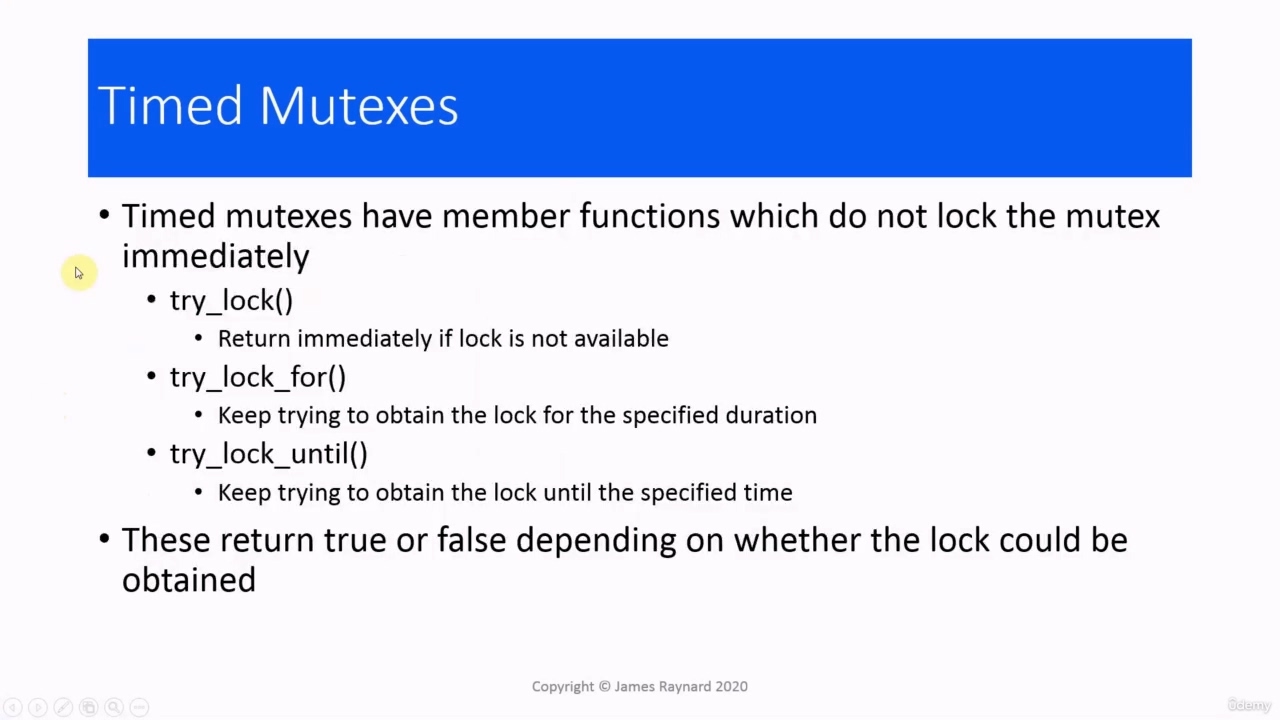 Timed Mutexes
• Timed mutexes have member functions which do not lock the mutex
immediately
• try_lock()
• Return immediately if lock is not available
• try_lock_for()
• Keep trying to obtain the lock for the specified duration
• try_lock_until()
• Keep trying to obtain the lock until the specified time
• These return true or false depending on whether the lock could be
obtained
Copyright © James Raynard 2020
ûdemy